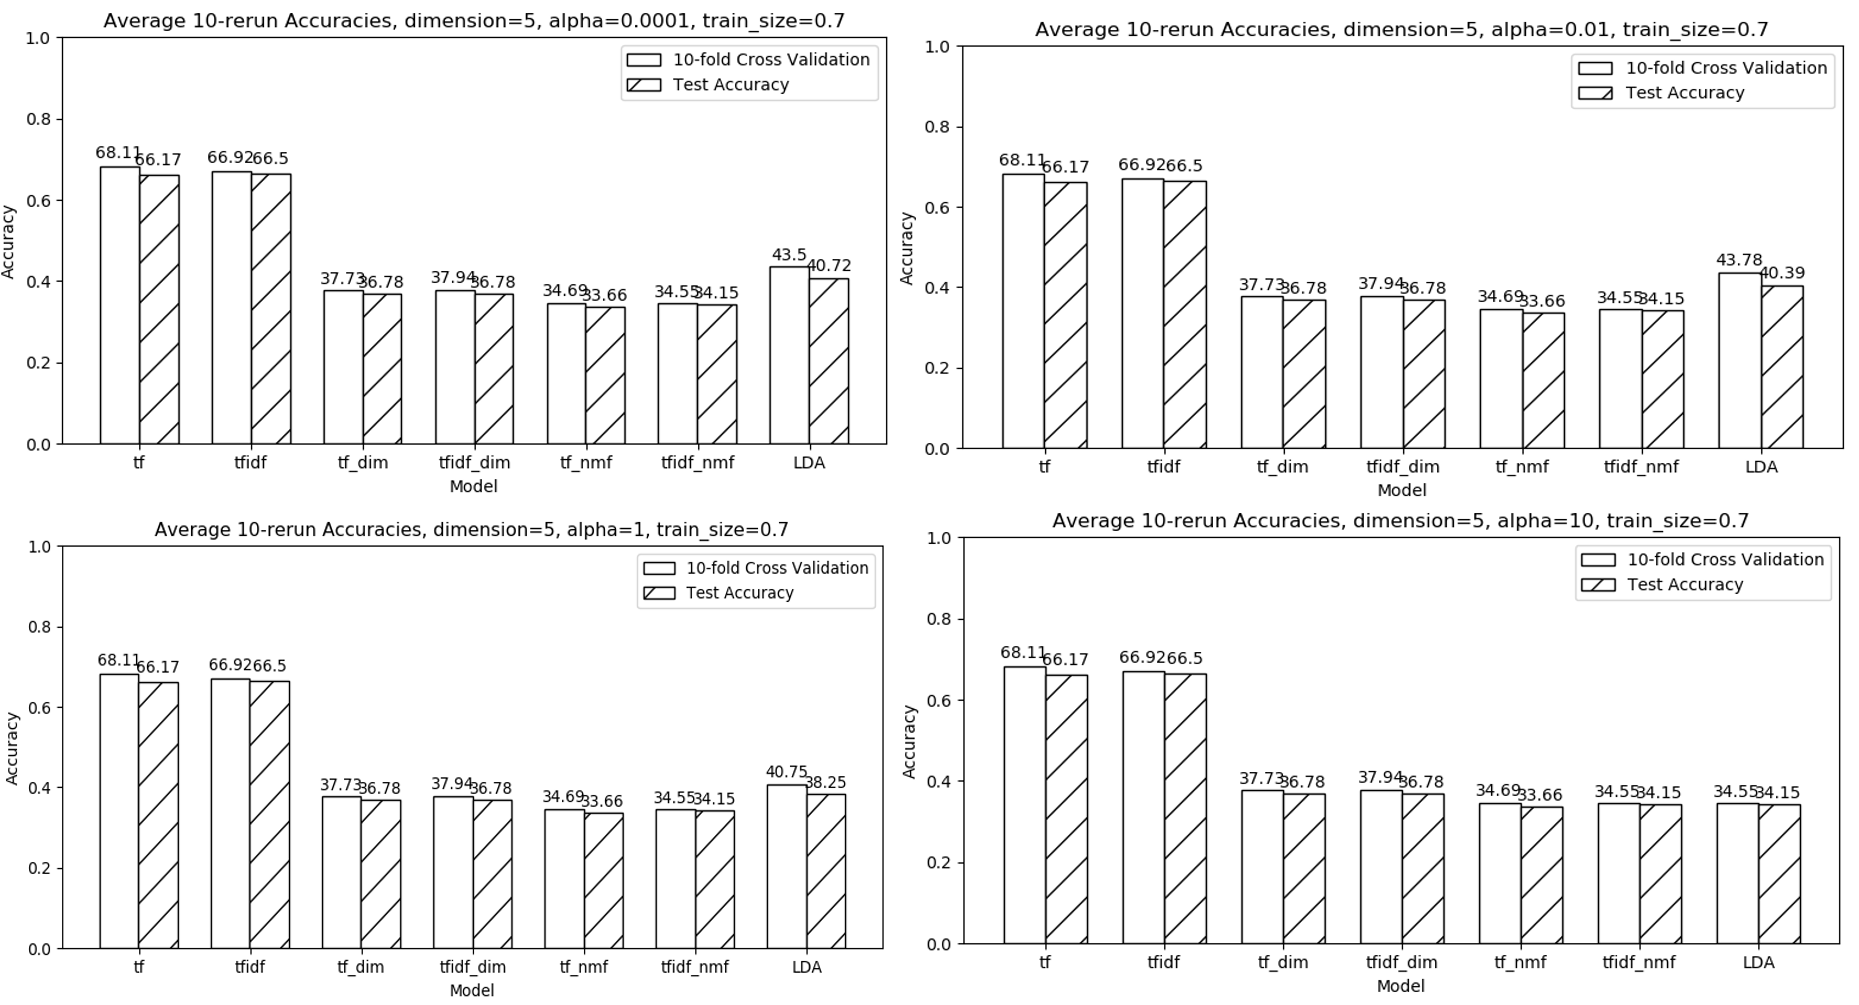 Average 10-rerun Accuracies, dimension=5, alpha=0.0001, train_size=0.7
10-fold Cross Validation
Test Accuracy
Accuracy
1.0
0.8
0.6
0.4
0.2
0.0
68.11 66.17 66.92 66.5 37.73 36.78 37.94 36.78 34.69 33.66 34.55 34.15 43.5 40.72
tf tfidf tf_dim tfidf_dim tf_nmf tfidf_nmf LDA
Model
Average 10-rerun Accuracies, dimension=5, alpha=0.01, train_size=0.7
10-fold Cross Validation
Test Accuracy
Accuracy
1.0
0.8
0.6
0.4
0.2
0.0
68.11 66.17 66.92 66.5 37.73 36.78 37.94 36.78 34.69 33.66 34.55 34.15 43.78 40.39
tf tfidf tf_dim tfidf_dim tf_nmf tfidf_nmf LDA
Model
Average 10-rerun Accuracies, dimension=5, alpha=1, train_size=0.7
10-fold Cross Validation
Test Accuracy
Accuracy
1.0
0.8
0.6
0.4
0.2
0.0
68.11 66.17 66.92 66.5 37.73 36.78 37.94 36.78 34.69 33.66 34.55 34.15 40.75 38.25
tf tfidf tf_dim tfidf_dim tf_nmf tfidf_nmf LDA
Model
Average 10-rerun Accuracies, dimension=5, alpha=10, train_size=0.7
10-fold Cross Validation
Test Accuracy
Accuracy
1.0
0.8
0.6
0.4
0.2
0.0
68.11 66.17 66.92 66.5 37.73 36.78 37.94 36.78 34.69 33.66 34.55 34.15 34.55 34.15
tf tfidf tf_dim tfidf_dim tf_nmf tfidf_nmf LDA
Model